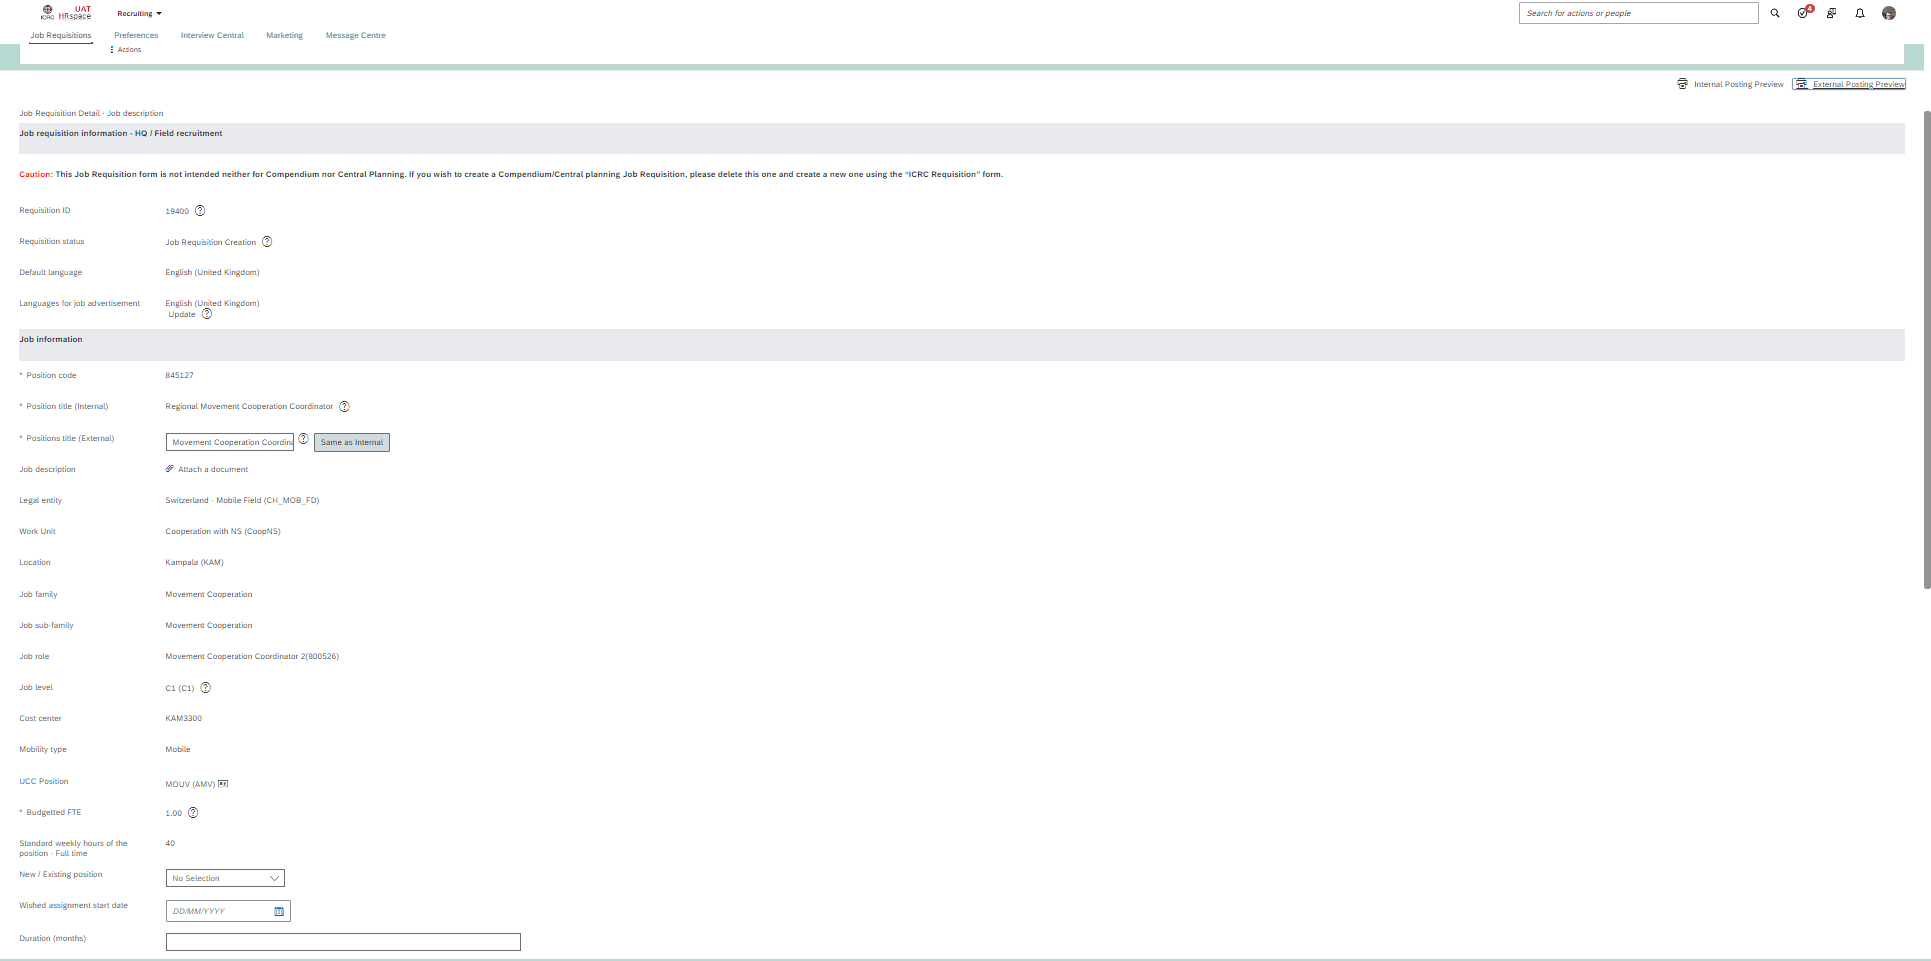 UAT
ICRC HRspace
Recruiting
Search for actions or people
4
Job Requisitions Preferences Interview Central Marketing Message Centre
Actions
Internal Posting Preview External Posting Preview
Job Requisition Detail - Job description
Job requisition information - HQ / Field recruitment
Caution: This Job Requisition form is not intended neither for Compendium nor Central Planning. If you wish to create a Compendium/Central planning Job Requisition, please delete this one and create a new one using the “ICRC Requisition” form.
Requisition ID 19400 ?
Requisition status Job Requisition Creation ?
Default language English (United Kingdom)
Languages for job advertisement English (United Kingdom)
Update ?
Job information
* Position code 845127
* Position title (Internal) Regional Movement Cooperation Coordinator ?
* Positions title (External) Movement Cooperation Coordina ? Same as Internal
Job description Attach a document
Legal entity Switzerland - Mobile Field (CH_MOB_FD)
Work Unit Cooperation with NS (CoopNS)
Location Kampala (KAM)
Job family Movement Cooperation
Job sub-family Movement Cooperation
Job role Movement Cooperation Coordinator 2(800526)
Job level C1 (C1) ?
Cost center KAM3300
Mobility type Mobile
UCC Position MOUV (AMV)
* Budgetted FTE 1.00 ?
Standard weekly hours of the 40
position - Full time
New / Existing position No Selection
Wished assignment start date DD/MM/YYYY
Duration (months)